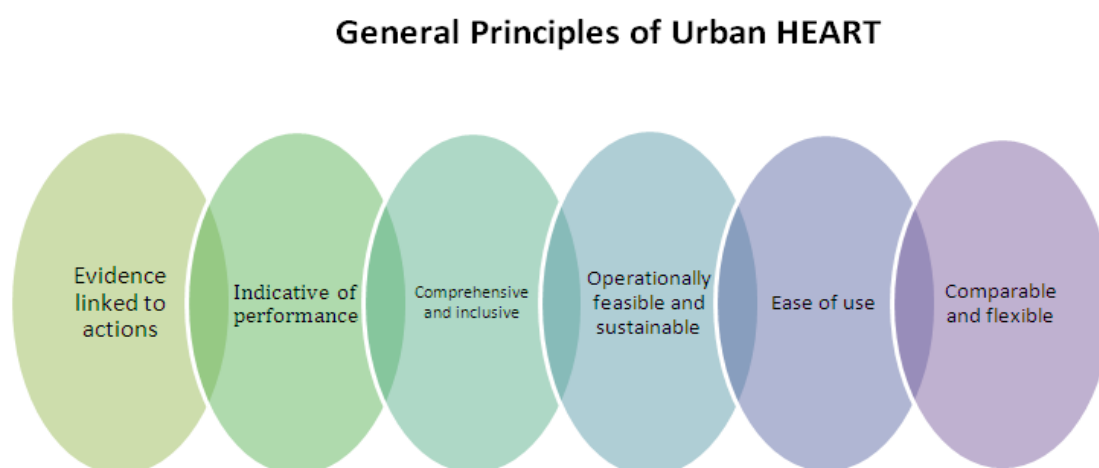 General Principles of Urban HEART
Evidence
linked to
actions
Indicative of
performance
Comprehensive
and inclusive
Operationally
feasible and
sustainable
Ease of use
Comparable
and flexible